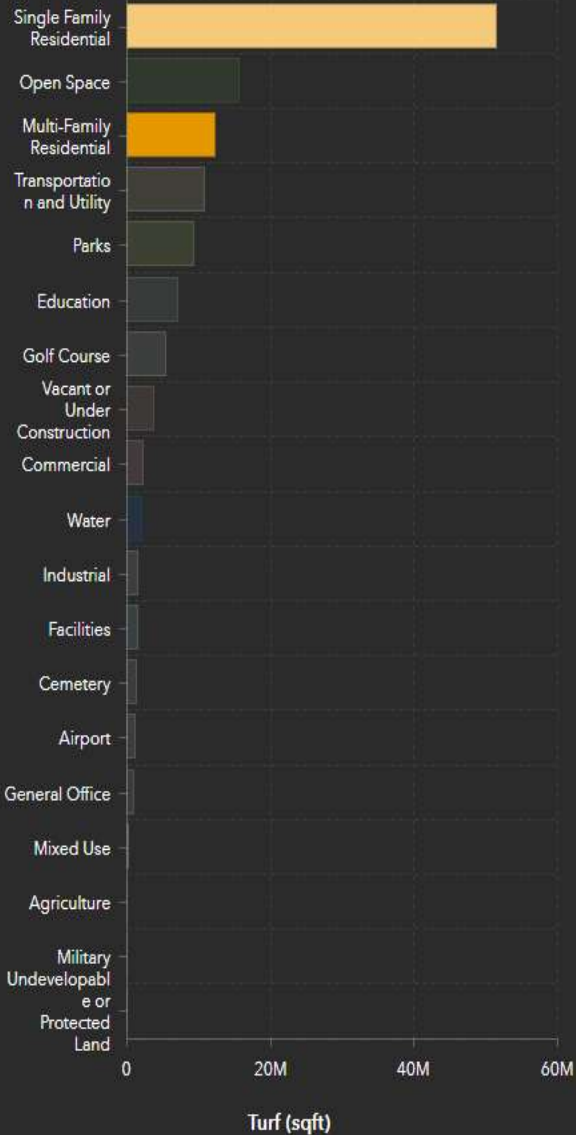 Single Family
Residential
Open Space
Multi-Family
Residential
Transportatio
n and Utility
Parks
Education
Golf Course
Vacant or
Under
Construction
Commercial
Water
Industrial
Facilities
Cemetery
Airport
General Office
Mixed Use
Agriculture
Military
Undevelopabl
e or
Protected
Land
0 20M 40M 60M
Turf (sqft)